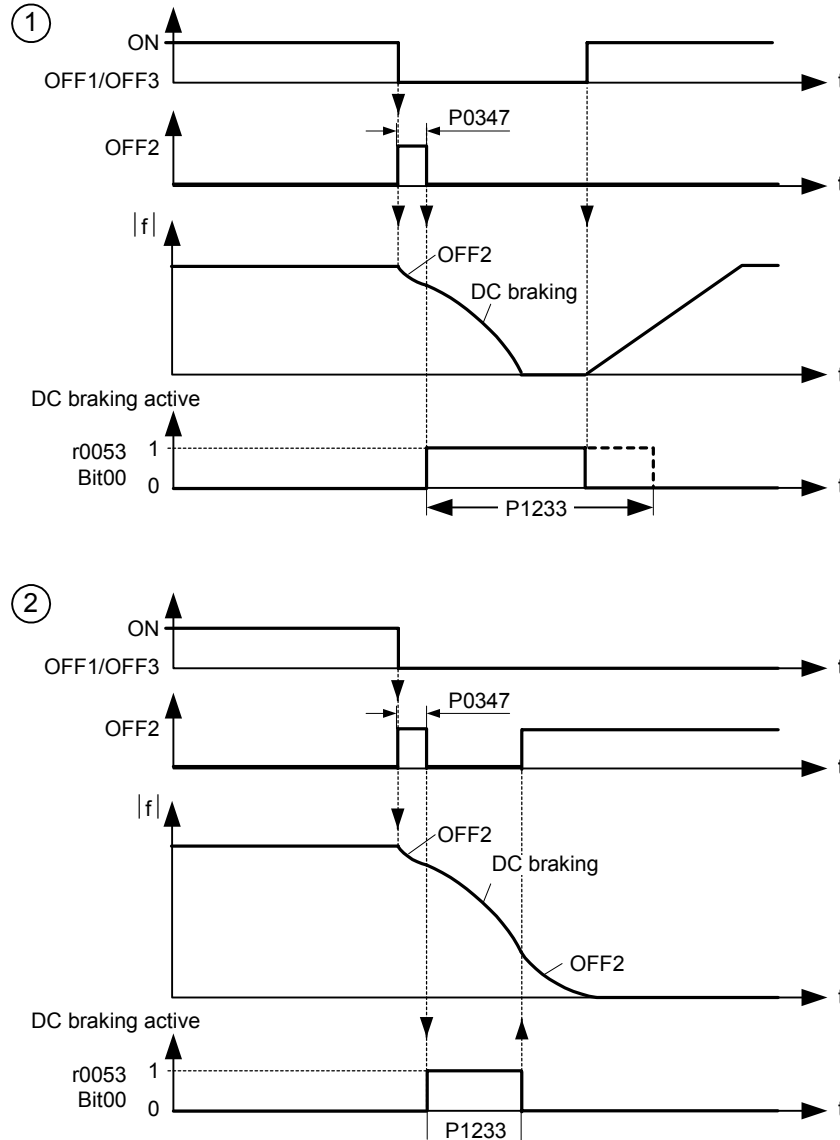 1
ON
OFF1/OFF3
t
P0347
OFF2
t
|f|
OFF2
DC braking
t
DC braking active
r0053
Bit00
1
0
t
P1233
2
ON
OFF1/OFF3
t
P0347
OFF2
t
|f|
OFF2
DC braking
OFF2
t
DC braking active
r0053
Bit00
1
0
t
P1233